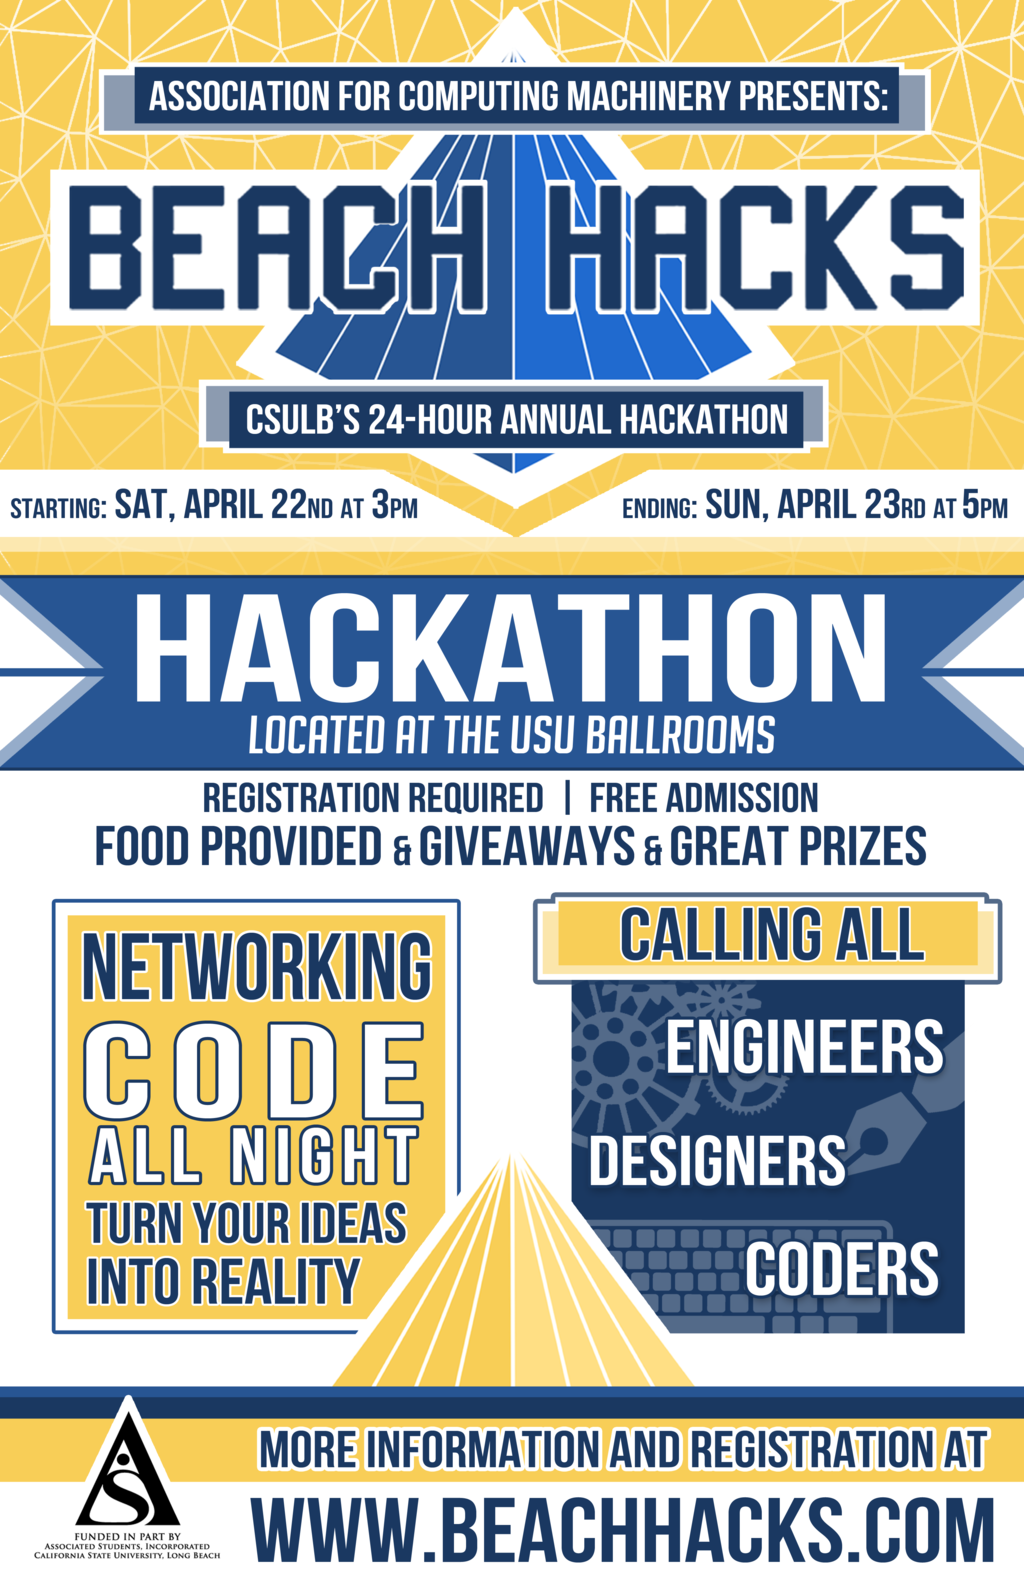 ASSOCIATION FOR COMPUTING MACHINERY PRESENTS:
BEACH HACKS
CSULB'S 24-HOUR ANNUAL HACKATHON
STARTING: SAT, APRIL 22ND AT 3PM
ENDING: SUN, APRIL 23RD AT 5PM
HACKATHON
LOCATED AT THE USU BALLROOMS
REGISTRATION REQUIRED | FREE ADMISSION
FOOD PROVIDED & GIVEAWAYS & GREAT PRIZES
NETWORKING
CODE
ALL NIGHT
TURN YOUR IDEAS
INTO REALITY
CALLING ALL
ENGINEERS
DESIGNERS
CODERS
MORE INFORMATION AND REGISTRATION AT
WWW.BEACHHACKS.COM
FUNDED IN PART BY
ASSOCIATED STUDENTS, INCORPORATED
CALIFORNIA STATE UNIVERSITY, LONG BEACH